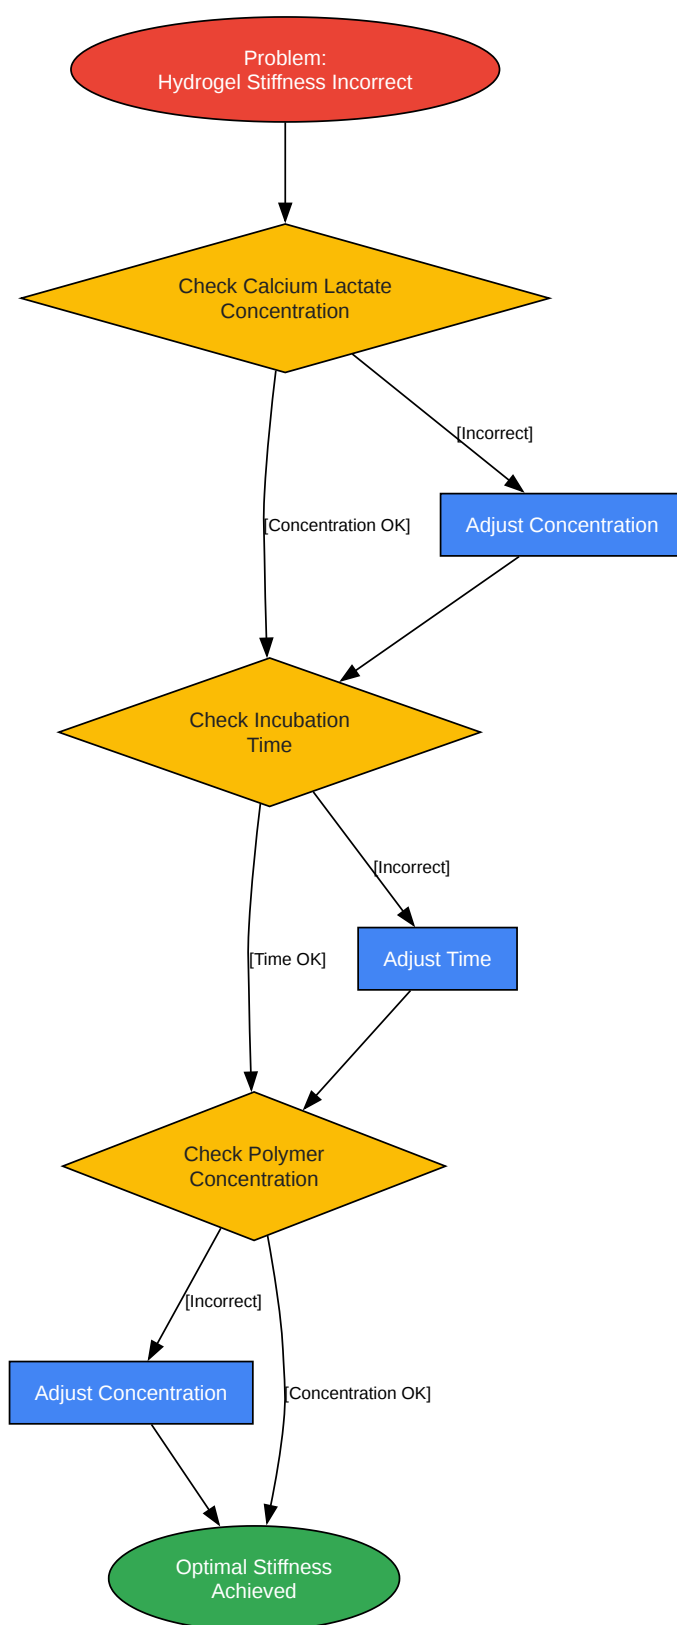 Problem:
Hydrogel Stiffness Incorrect
Check Calcium Lactate
Concentration
[Incorrect]
[Concentration OK]
Adjust Concentration
Check Incubation
Time
[Incorrect]
[Time OK]
Adjust Time
Check Polymer
Concentration
[Incorrect]
Adjust Concentration
[Concentration OK]
Optimal Stiffness
Achieved